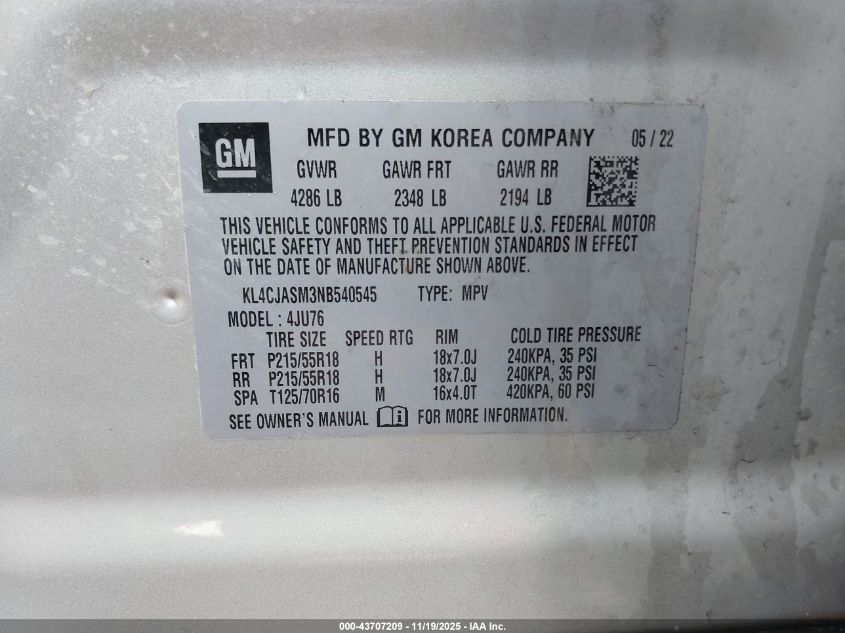 GM
MFD BY GM KOREA COMPANY 05 / 22
GVWR GAWR FRT GAWR RR
4286 LB 2348 LB 2194 LB
THIS VEHICLE CONFORMS TO ALL APPLICABLE U.S. FEDERAL MOTOR
VEHICLE SAFETY AND THEFT PREVENTION STANDARDS IN EFFECT
ON THE DATE OF MANUFACTURE SHOWN ABOVE.
KL4CJASM3NB540545 TYPE: MPV
MODEL : 4JU76
TIRE SIZE SPEED RTG RIM COLD TIRE PRESSURE
FRT P215/55R18 H 18x7.0J 240KPA, 35 PSI
RR P215/55R18 H 18x7.0J 240KPA, 35 PSI
SPA T125/70R16 M 16x4.0T 420KPA, 60 PSI
SEE OWNER'S MANUAL FOR MORE INFORMATION.
000-43707209 - 11/19/2025 - IAA Inc.